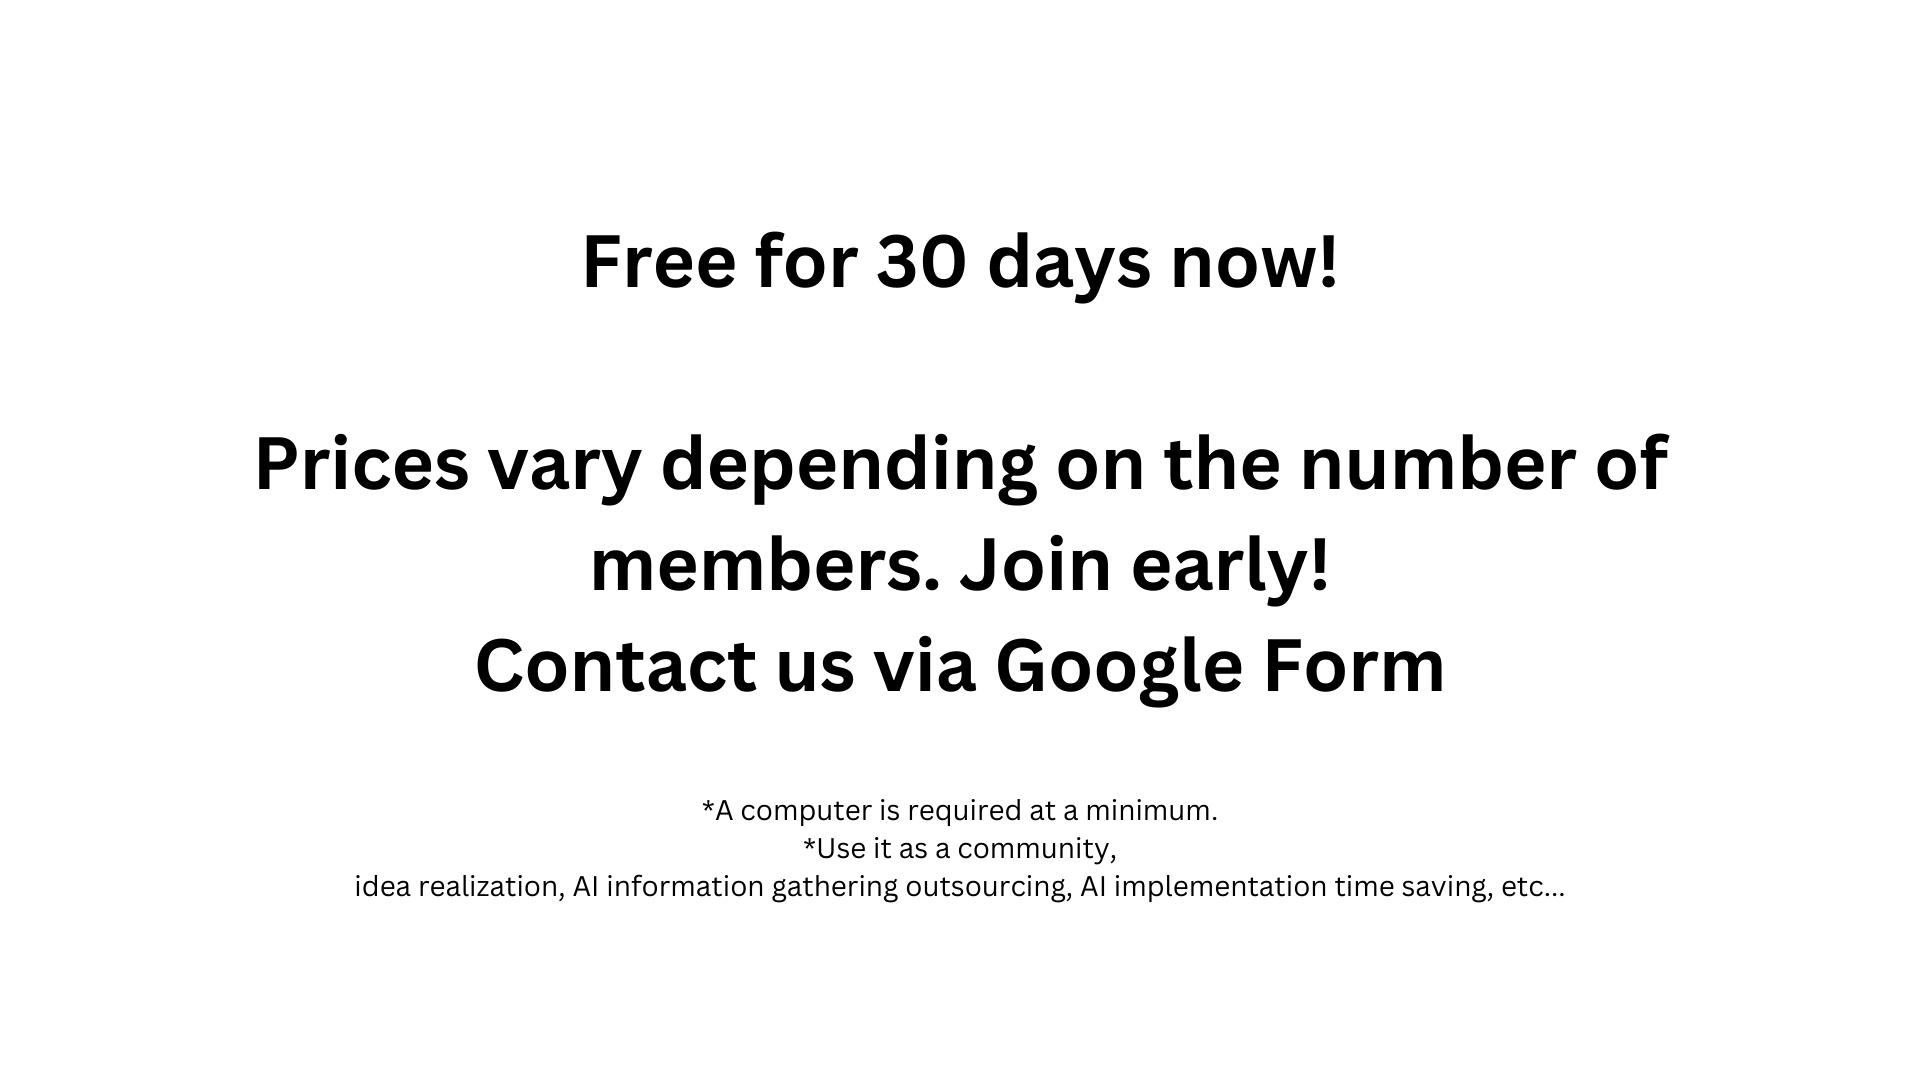 Free for 30 days now!
Prices vary depending on the number of
members. Join early!
Contact us via Google Form
*A computer is required at a minimum.
*Use it as a community,
idea realization, AI information gathering outsourcing, AI implementation time saving, etc...